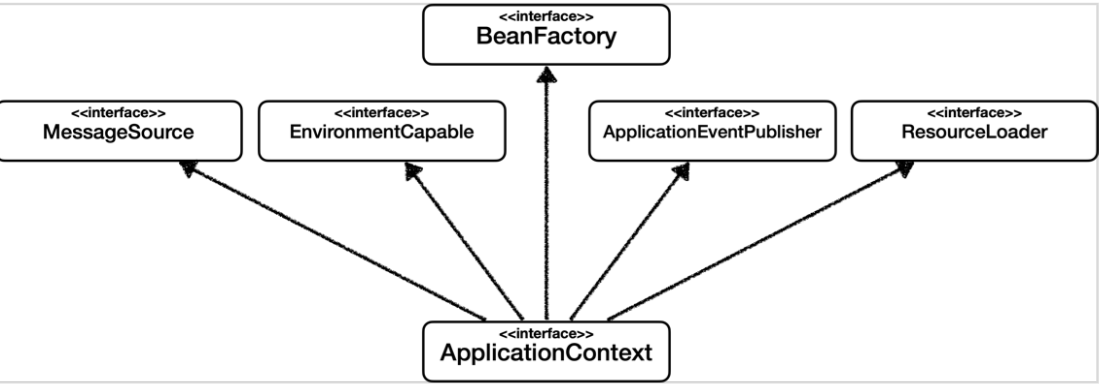 <<interface>>
BeanFactory
<<interface>>
MessageSource
<<interface>>
EnvironmentCapable
<<interface>>
ApplicationEventPublisher
<<interface>>
ResourceLoader
<<interface>>
ApplicationContext